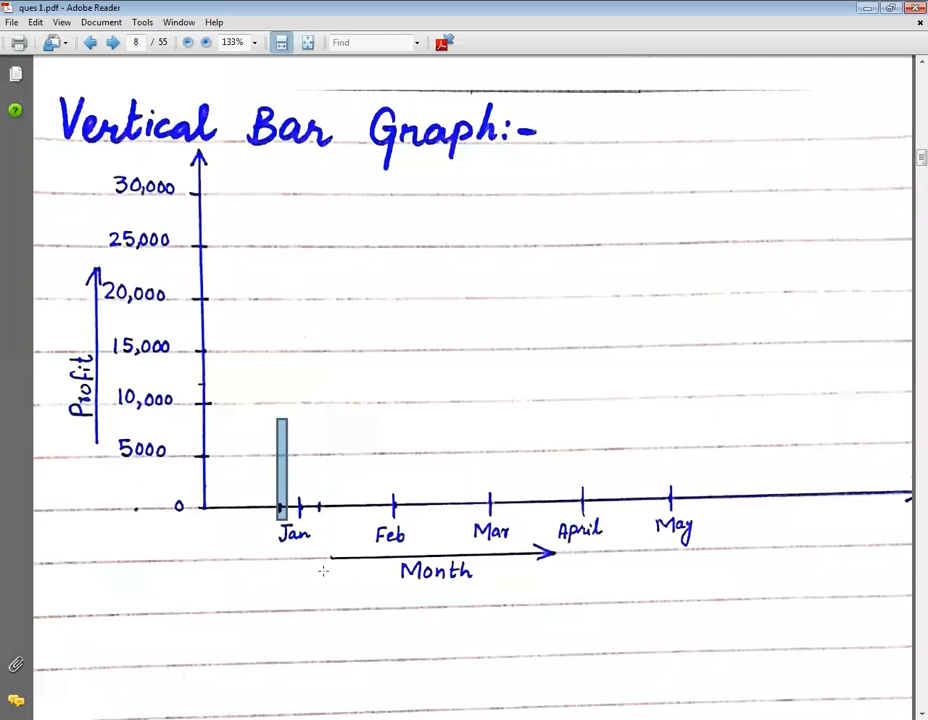 ques 1.pdf - Adobe Reader
File Edit View Document Tools Window Help
8 / 55 133% Find
Vertical Bar Graph:-
30,000
25,000
20,000
15,000
10,000
5000
0
Profit
Jan Feb Mar April May
Month